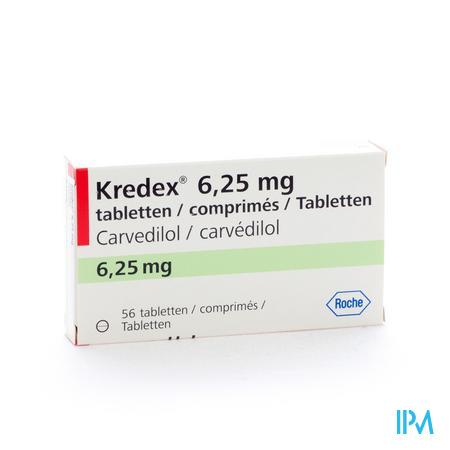 Kredex® 6,25 mg
tabletten / comprimés / Tabletten
Carvedilol / carvédilol
6,25 mg
56 tabletten / comprimés /
Tabletten
Roche
IPM